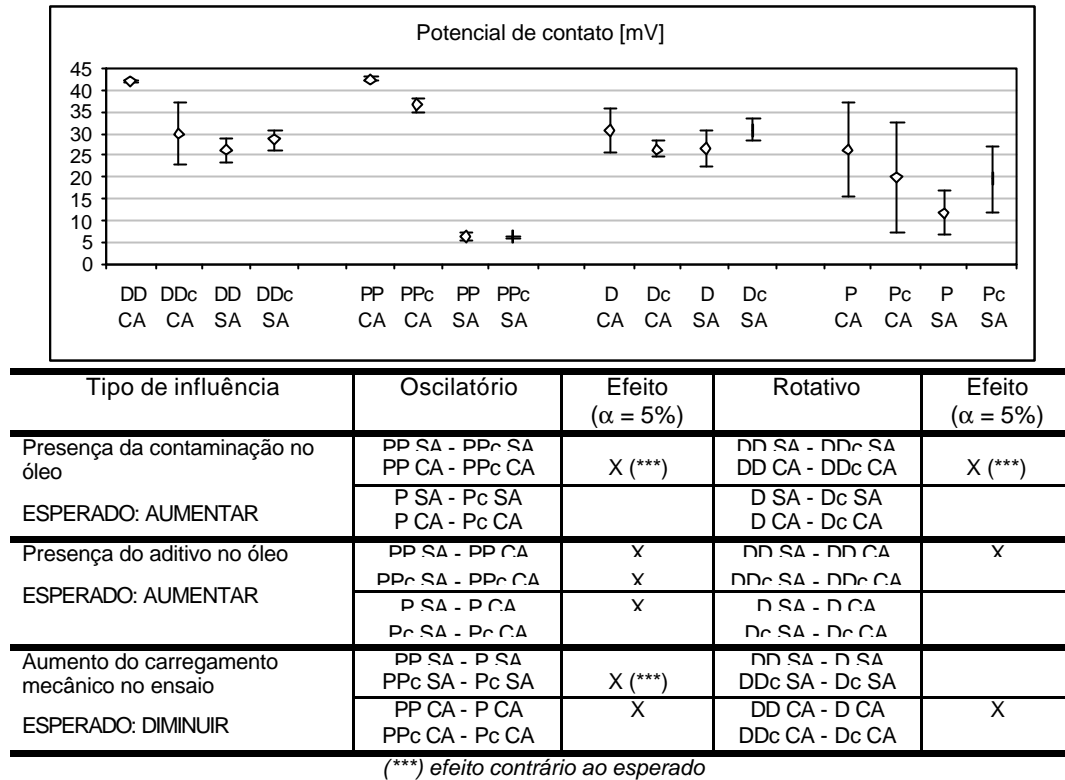 Potencial de contato [mV]
45
40
35
30
25
20
15
10
5
0
DD DDc DD DDc PP PPc PP PPc D Dc D Dc P Pc P Pc
CA CA SA SA CA CA SA SA CA CA SA SA CA CA SA SA
Tipo de influência Oscilatório Efeito Rotativo Efeito
(α = 5%) (α = 5%)
Presença da contaminação no PP SA - PPc SA DD SA - DDc SA
óleo PP CA - PPc CA X (***) DD CA - DDc CA X (***)
P SA - Pc SA D SA - Dc SA
ESPERADO: AUMENTAR P CA - Pc CA D CA - Dc CA
Presença do aditivo no óleo PP SA - PP CA X DD SA - DD CA X
PPc SA - PPc CA X DDc SA - DDc CA
ESPERADO: AUMENTAR P SA - P CA X D SA - D CA
Pc SA - Pc CA Dc SA - Dc CA
Aumento do carregamento PP SA - P SA DD SA - D SA
mecânico no ensaio PPc SA - Pc SA X (***) DDc SA - Dc SA
PP CA - P CA X DD CA - D CA X
ESPERADO: DIMINUIR PPc CA - Pc CA DDc CA - Dc CA
(***) efeito contrário ao esperado